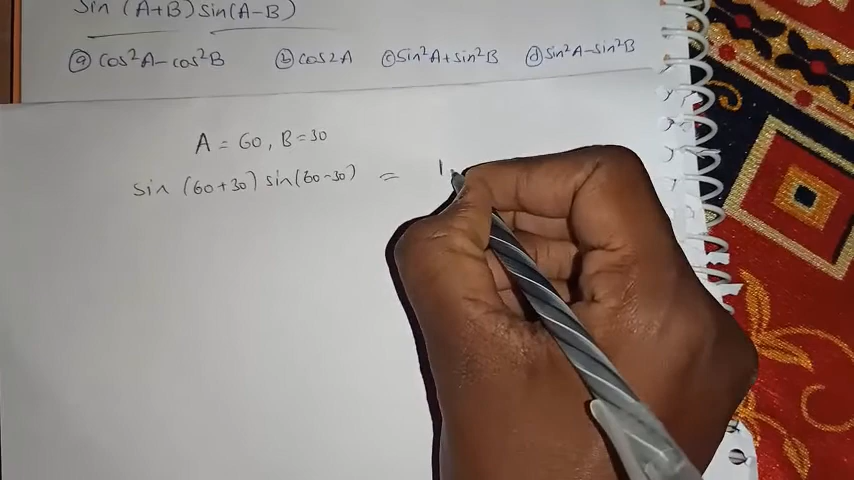 Sin (A+B) sin(A-B)
ⓐ Cos²A-cos²B ⓑ Cos2A ⓒ Sin²A+sin²B ⓓ Sin²A-sin²B
A = 60, B = 30
Sin (60+30) sin(60-30) = 1.